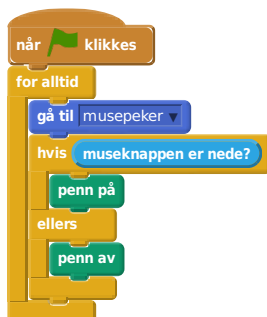 når klikkes
for alltid
gå til musepeker
hvis museknappen er nede?
penn på
ellers
penn av